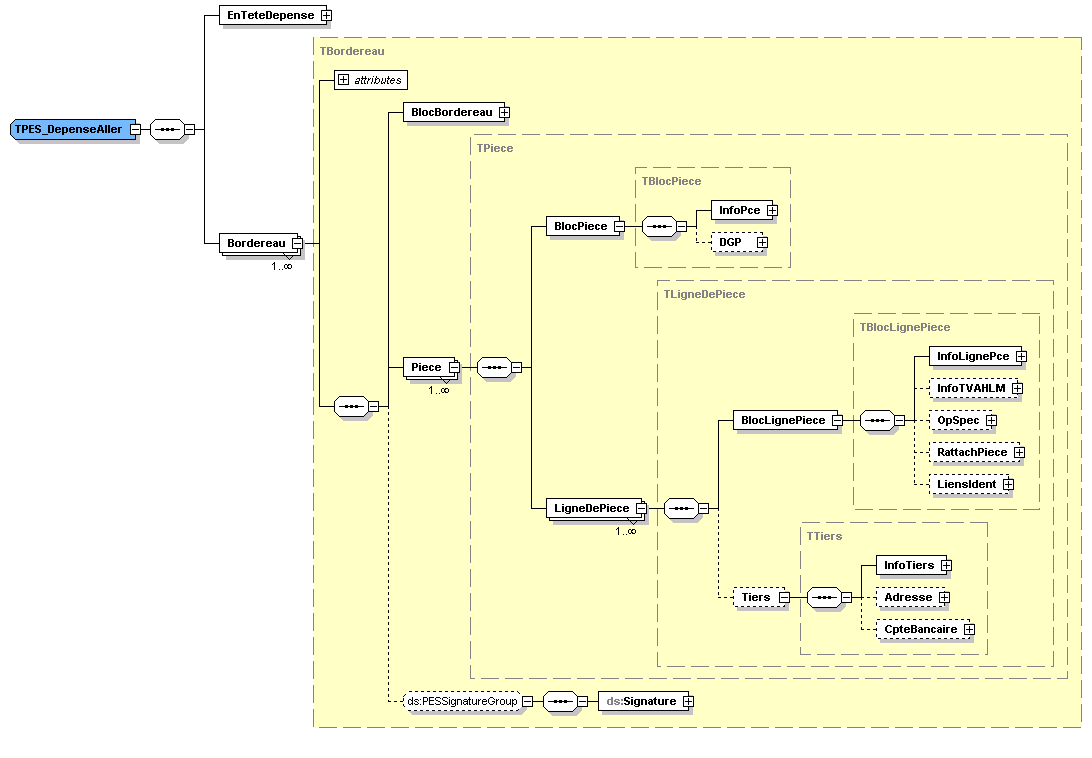 EnTeteDepense
TBordereau
attributes
BlocBordereau
TPES_DepenseAller
TPiece
TBlocPiece
InfoPce
BlocPiece
DGP
Bordereau
1..∞
TLigneDePiece
TBlocLignePiece
InfoLignePce
Piece
1..∞
InfoTVAHLM
OpSpec
BlocLignePiece
RattachPiece
LiensIdent
LigneDePiece
1..∞
TTiers
InfoTiers
Tiers
Adresse
CpteBancaire
ds:PESSignatureGroup
ds:Signature